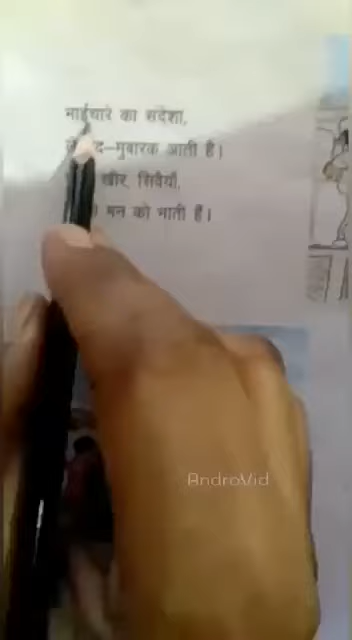 भाईचारे का संदेशा,
मुबारक आती है।
खीर, सिवैयाँ,
मन को भाती हैं।
AndroVid